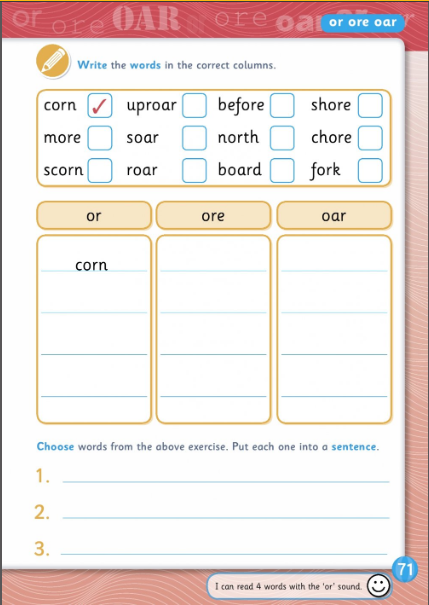 or ore OAR ore oar
or ore oar
Write the words in the correct columns.
corn ✓ uproar before shore
more soar north chore
scorn roar board fork
or ore oar
corn
Choose words from the above exercise. Put each one into a sentence.
1.
2.
3.
71
I can read 4 words with the 'or' sound.